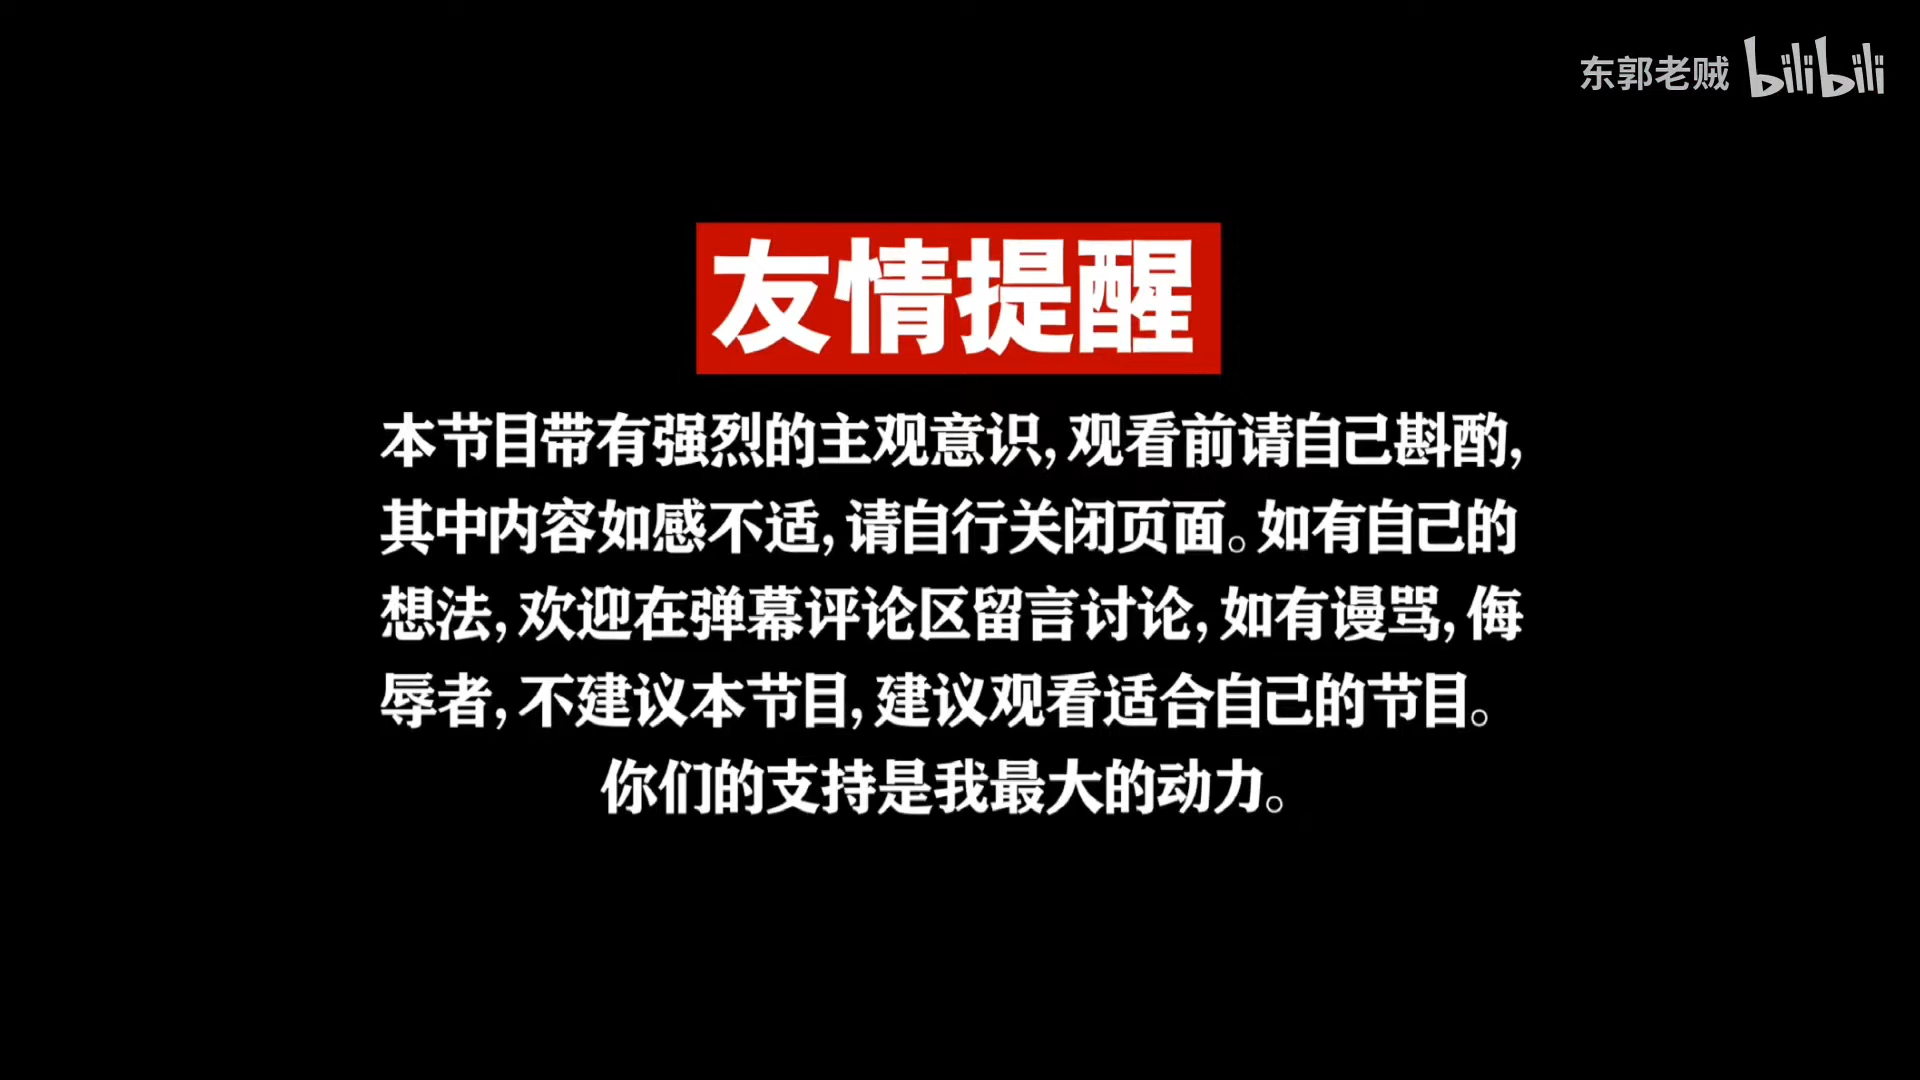 东郭老贼 bilibili
友情提醒
本节目带有强烈的主观意识,观看前请自己斟酌,
其中内容如感不适,请自行关闭页面。如有自己的
想法,欢迎在弹幕评论区留言讨论,如有谩骂,侮
辱者,不建议本节目,建议观看适合自己的节目。
你们的支持是我最大的动力。